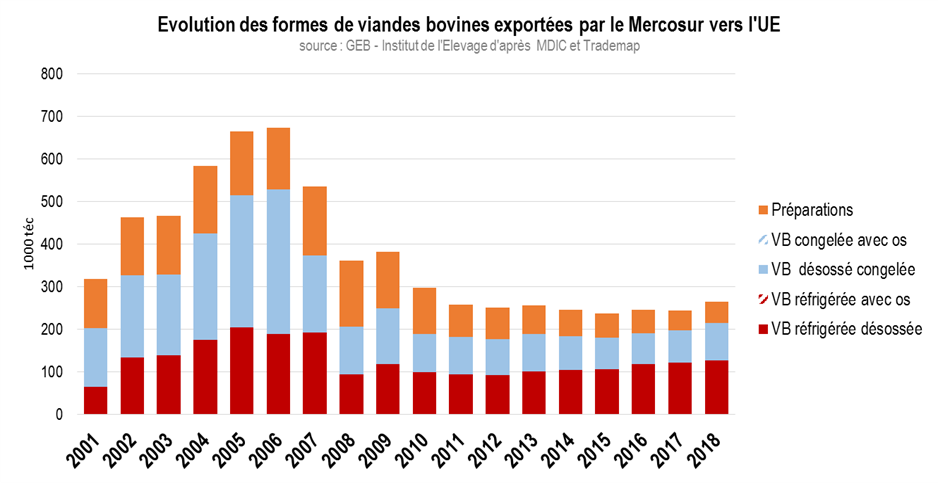 Evolution des formes de viandes bovines exportées par le Mercosur vers l'UE
source : GEB - Institut de l'Elevage d'après MDIC et Trademap
1000 téc
800
700
600
500
400
300
200
100
0
2001 2002 2003 2004 2005 2006 2007 2008 2009 2010 2011 2012 2013 2014 2015 2016 2017 2018
Préparations
VB congelée avec os
VB désossé congelée
VB réfrigérée avec os
VB réfrigérée désossée